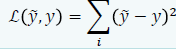 ℒ(ỹ, y) = ∑ᵢ (ỹ − y)²